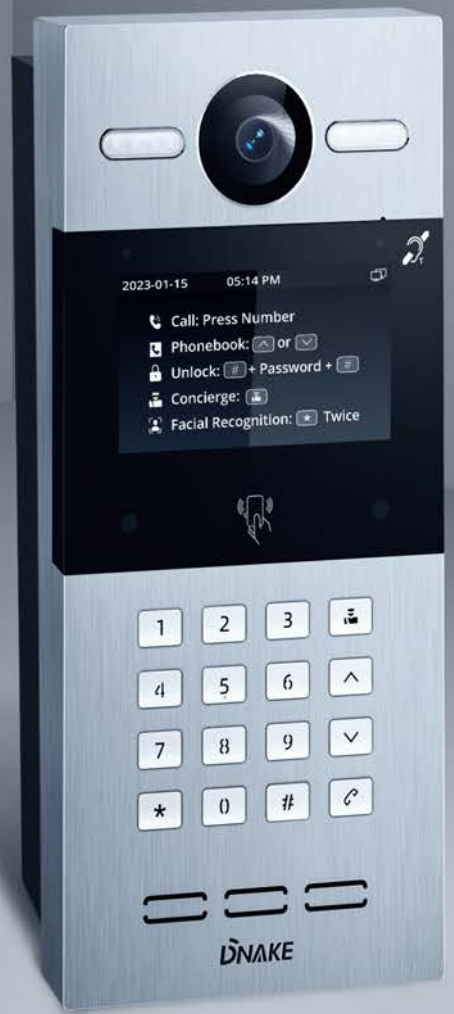 T
2023-01-15 05:14 PM
Call: Press Number
Phonebook: or
Unlock: # + Password + #
Concierge:
Facial Recognition: * Twice
1 2 3
4 5 6
7 8 9
* 0 #
DNAKE